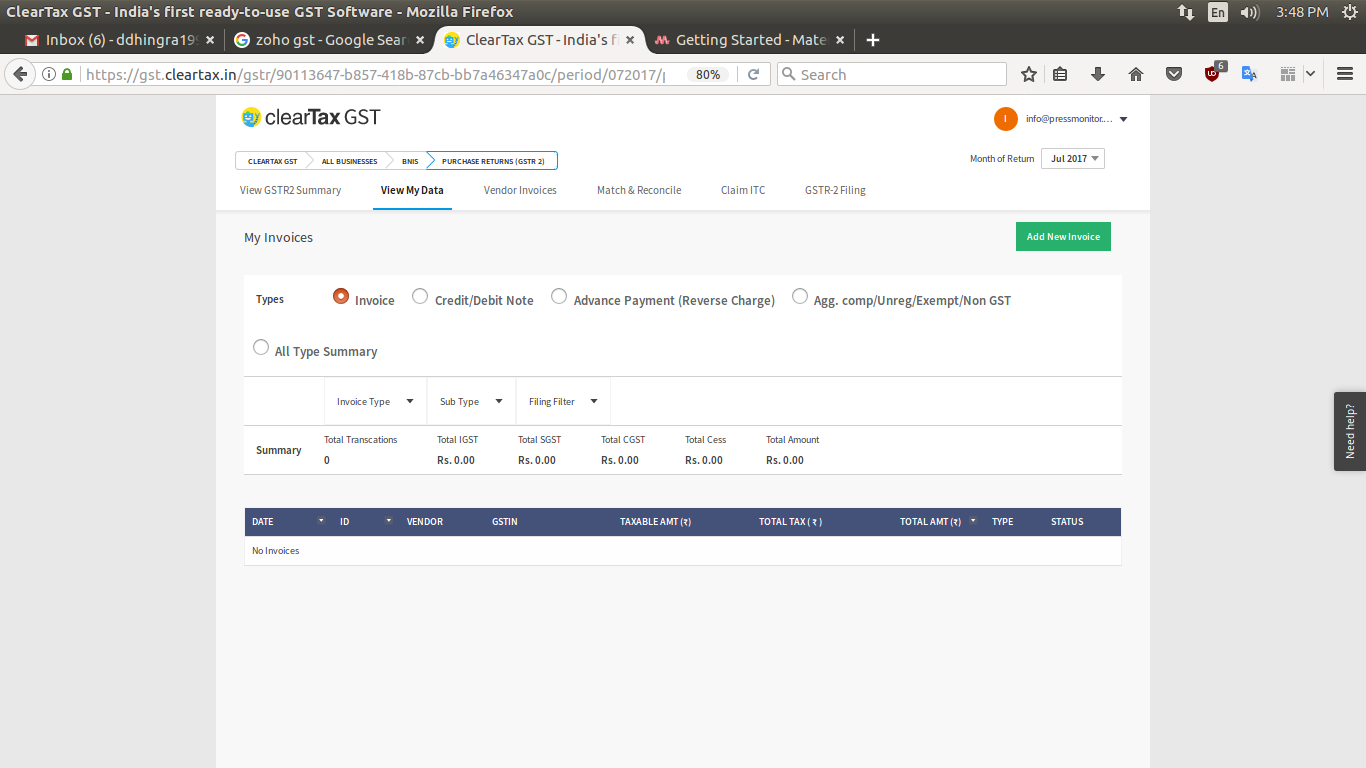 ClearTax GST - India's first ready-to-use GST Software - Mozilla Firefox
En
3:48 PM
Inbox (6) - ddhingra199
zoho gst - Google Sear
ClearTax GST - India's f
Getting Started - Mate
https://gst.cleartax.in/gstr/90113647-b857-418b-87cb-bb7a46347a0c/period/072017/p
80%
Search
6
clearTax GST
I
info@pressmonitor....
CLEARTAX GST
ALL BUSINESSES
BNIS
PURCHASE RETURNS (GSTR 2)
Month of Return
Jul 2017
View GSTR2 Summary
View My Data
Vendor Invoices
Match & Reconcile
Claim ITC
GSTR-2 Filing
My Invoices
Add New Invoice
Types
Invoice
Credit/Debit Note
Advance Payment (Reverse Charge)
Agg. comp/Unreg/Exempt/Non GST
All Type Summary
Invoice Type
Sub Type
Filing Filter
Summary
Total Transcations
Total IGST
Total SGST
Total CGST
Total Cess
Total Amount
0
Rs. 0.00
Rs. 0.00
Rs. 0.00
Rs. 0.00
Rs. 0.00
DATE
ID
VENDOR
GSTIN
TAXABLE AMT (₹)
TOTAL TAX ( ₹ )
TOTAL AMT (₹)
TYPE
STATUS
No Invoices
Need help?